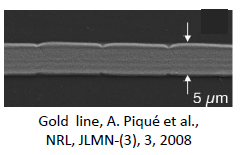 5 µm
Gold line, A. Piqué et al.,
NRL, JLMN-(3), 3, 2008